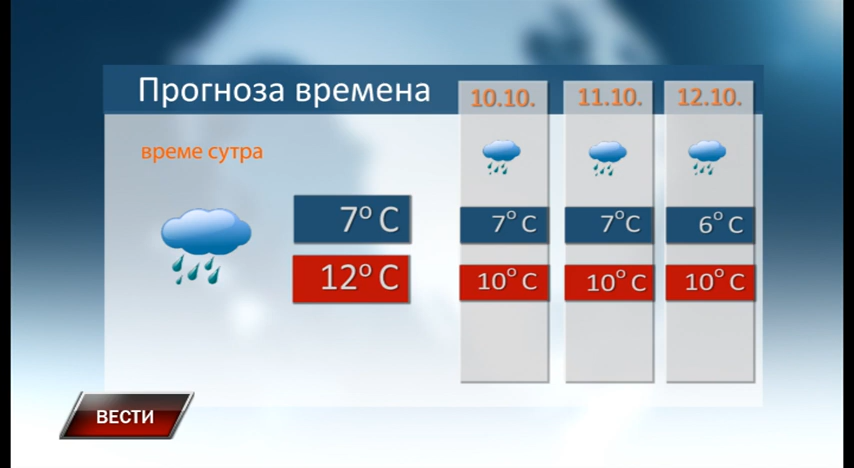 Прогноза времена
време сутра
7° C
12° C
10.10.
7° C
10° C
11.10.
7°C
10° C
12.10.
6° C
10° C
ВЕСТИ